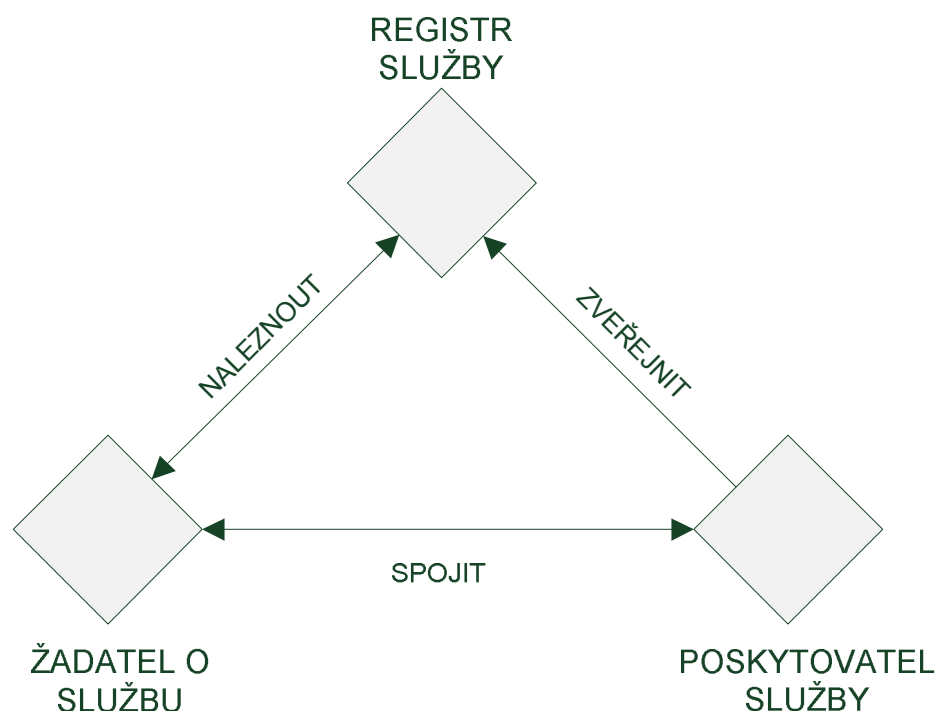 REGISTR
SLUŽBY
NALEZNOUT
ZVEŘEJNIT
SPOJIT
ŽADATEL O
SLUŽBU
POSKYTOVATEL
SLUŽBY